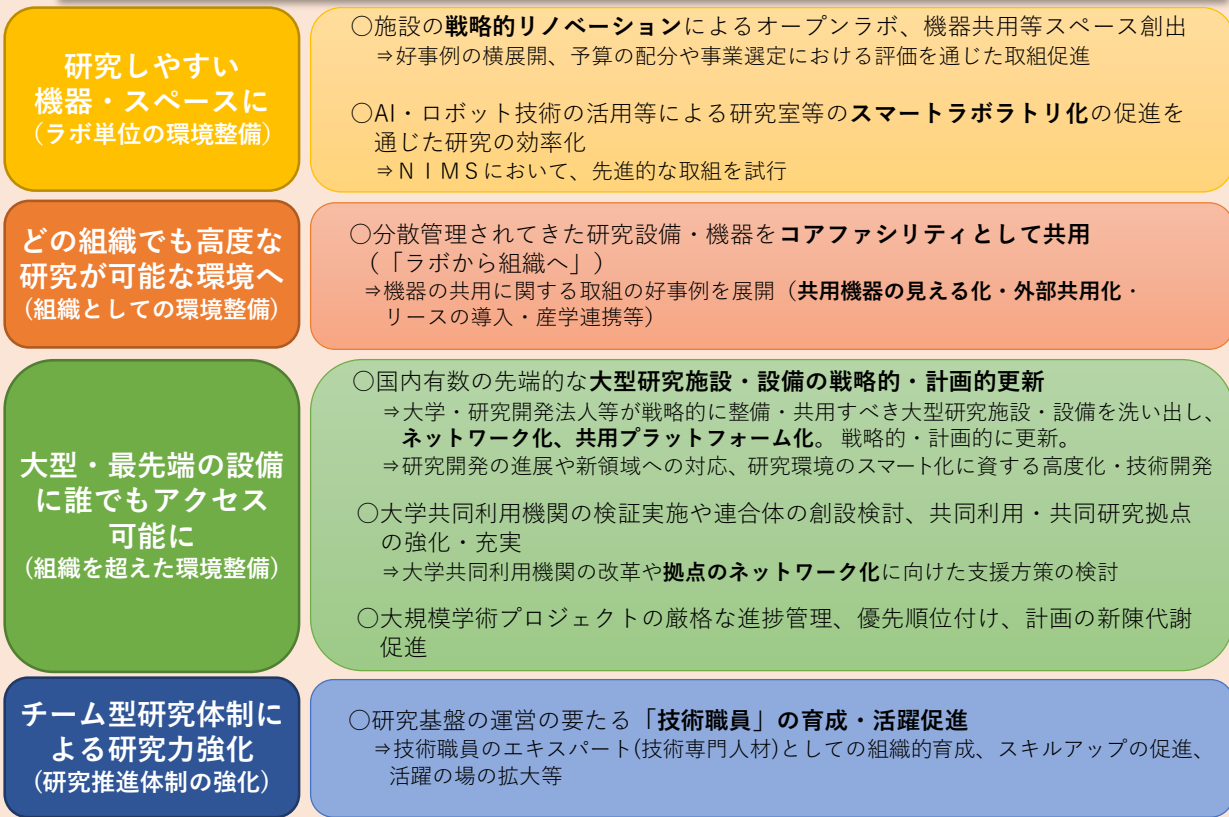 研究しやすい
機器・スペースに
(ラボ単位の環境整備)
○施設の戦略的リノベーションによるオープンラボ、機器共用等スペース創出
⇒好事例の横展開、予算の配分や事業選定における評価を通じた取組促進
○AI・ロボット技術の活用等による研究室等のスマートラボラトリ化の促進を
通じた研究の効率化
⇒ＮＩＭＳにおいて、先進的な取組を試行
どの組織でも高度な
研究が可能な環境へ
(組織としての環境整備)
○分散管理されてきた研究設備・機器をコアファシリティとして共用
（「ラボから組織へ」）
⇒機器の共用に関する取組の好事例を展開（共用機器の見える化・外部共用化・
リースの導入・産学連携等）
大型・最先端の設備
に誰でもアクセス
可能に
(組織を超えた環境整備)
○国内有数の先端的な大型研究施設・設備の戦略的・計画的更新
⇒大学・研究開発法人等が戦略的に整備・共用すべき大型研究施設・設備を洗い出し、
ネットワーク化、共用プラットフォーム化。 戦略的・計画的に更新。
⇒研究開発の進展や新領域への対応、研究環境のスマート化に資する高度化・技術開発
○大学共同利用機関の検証実施や連合体の創設検討、共同利用・共同研究拠点
の強化・充実
⇒大学共同利用機関の改革や拠点のネットワーク化に向けた支援方策の検討
○大規模学術プロジェクトの厳格な進捗管理、優先順位付け、計画の新陳代謝
促進
チーム型研究体制に
よる研究力強化
(研究推進体制の強化)
○研究基盤の運営の要たる「技術職員」の育成・活躍促進
⇒技術職員のエキスパート(技術専門人材)としての組織的育成、スキルアップの促進、
活躍の場の拡大等